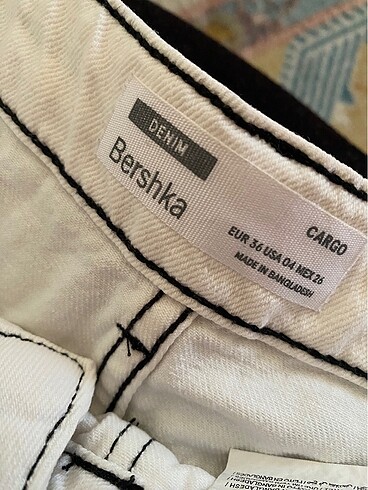 DENIM
Bershka
CARGO
EUR 36 USA 04 MEX 26
MADE IN BANGLADESH